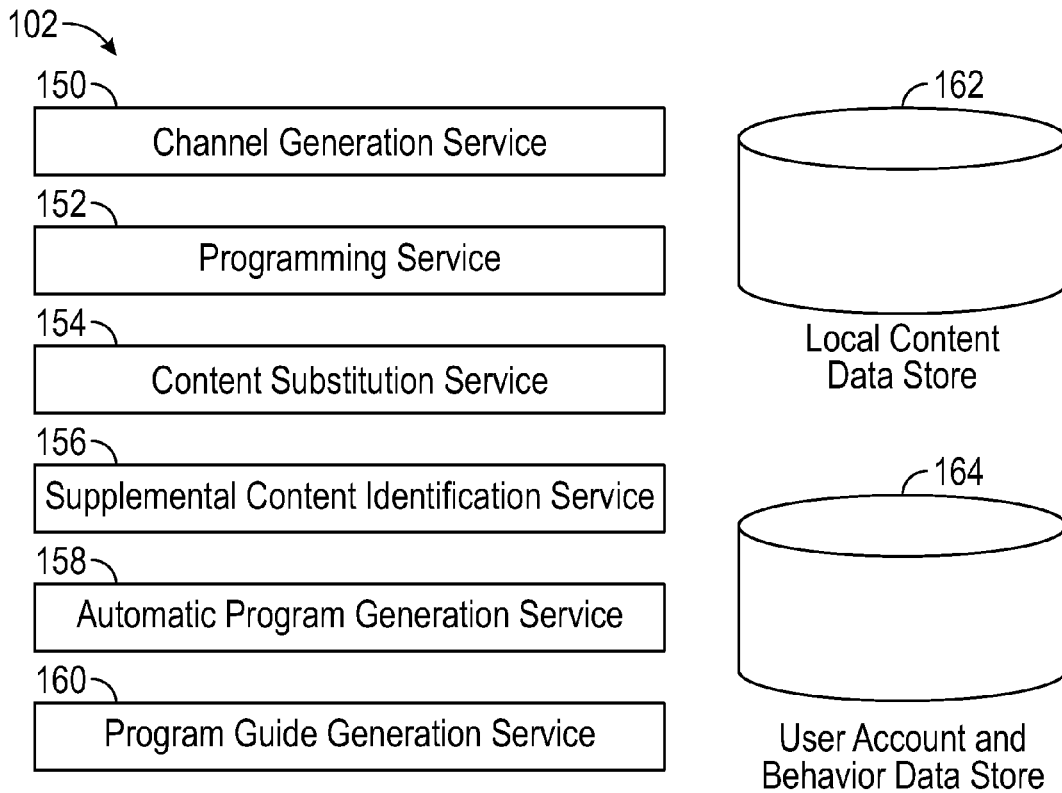 102
150
Channel Generation Service
152
Programming Service
154
Content Substitution Service
156
Supplemental Content Identification Service
158
Automatic Program Generation Service
160
Program Guide Generation Service
162
Local Content
Data Store
164
User Account and
Behavior Data Store